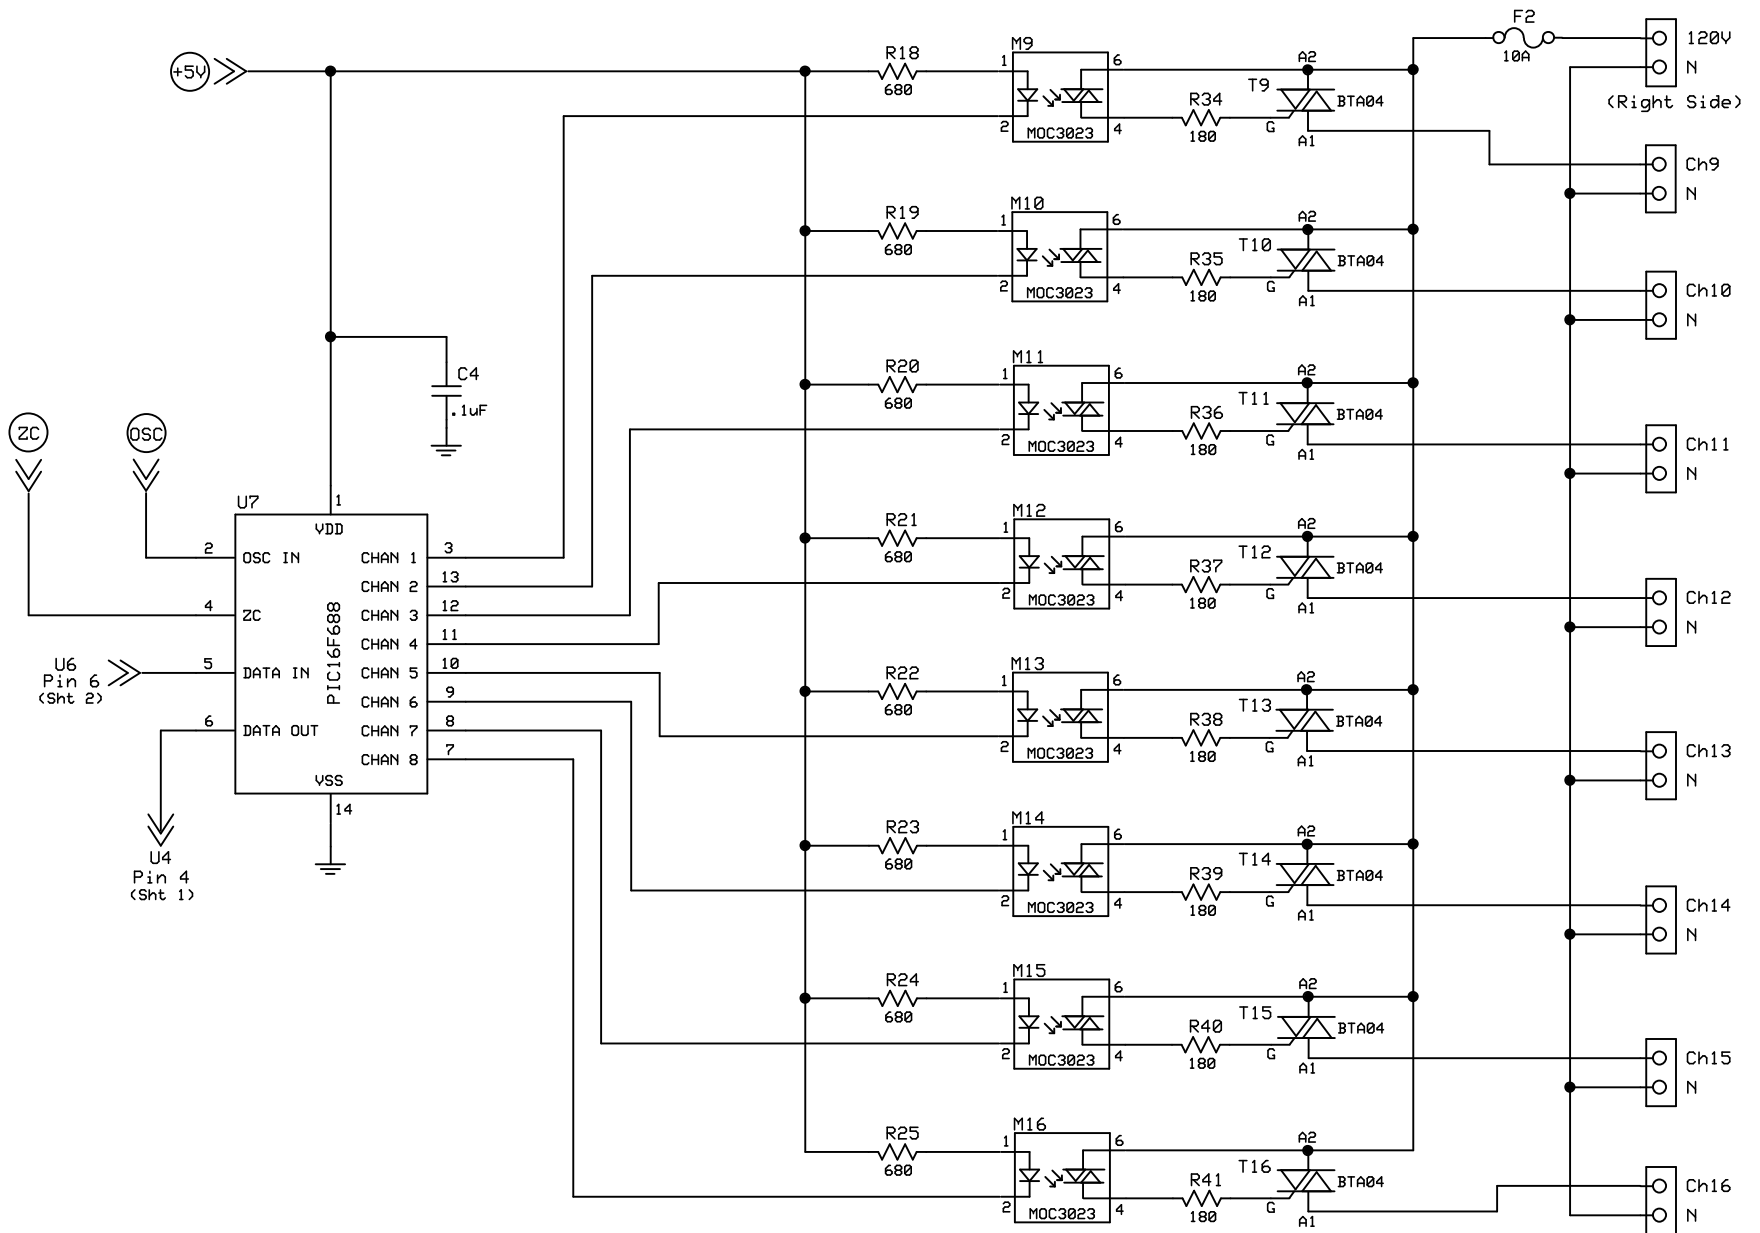 F2
10A
120V
N
(Right Side)
+5V
R18
680
M9
1
2
6
4
MOC3023
R34
180
T9
A2
G
A1
BTA04
Ch9
N
R19
680
M10
1
2
6
4
MOC3023
R35
180
T10
A2
G
A1
BTA04
Ch10
N
C4
.1uF
R20
680
M11
1
2
6
4
MOC3023
R36
180
T11
A2
G
A1
BTA04
Ch11
N
ZC
OSC
U7
1
VDD
2
OSC IN
4
ZC
5
DATA IN
6
DATA OUT
PIC16F688
CHAN 1
3
CHAN 2
13
CHAN 3
12
CHAN 4
11
CHAN 5
10
CHAN 6
9
CHAN 7
8
CHAN 8
7
VSS
14
U6
Pin 6
(Sht 2)
U4
Pin 4
(Sht 1)
R21
680
M12
1
2
6
4
MOC3023
R37
180
T12
A2
G
A1
BTA04
Ch12
N
R22
680
M13
1
2
6
4
MOC3023
R38
180
T13
A2
G
A1
BTA04
Ch13
N
R23
680
M14
1
2
6
4
MOC3023
R39
180
T14
A2
G
A1
BTA04
Ch14
N
R24
680
M15
1
2
6
4
MOC3023
R40
180
T15
A2
G
A1
BTA04
Ch15
N
R25
680
M16
1
2
6
4
MOC3023
R41
180
T16
A2
G
A1
BTA04
Ch16
N